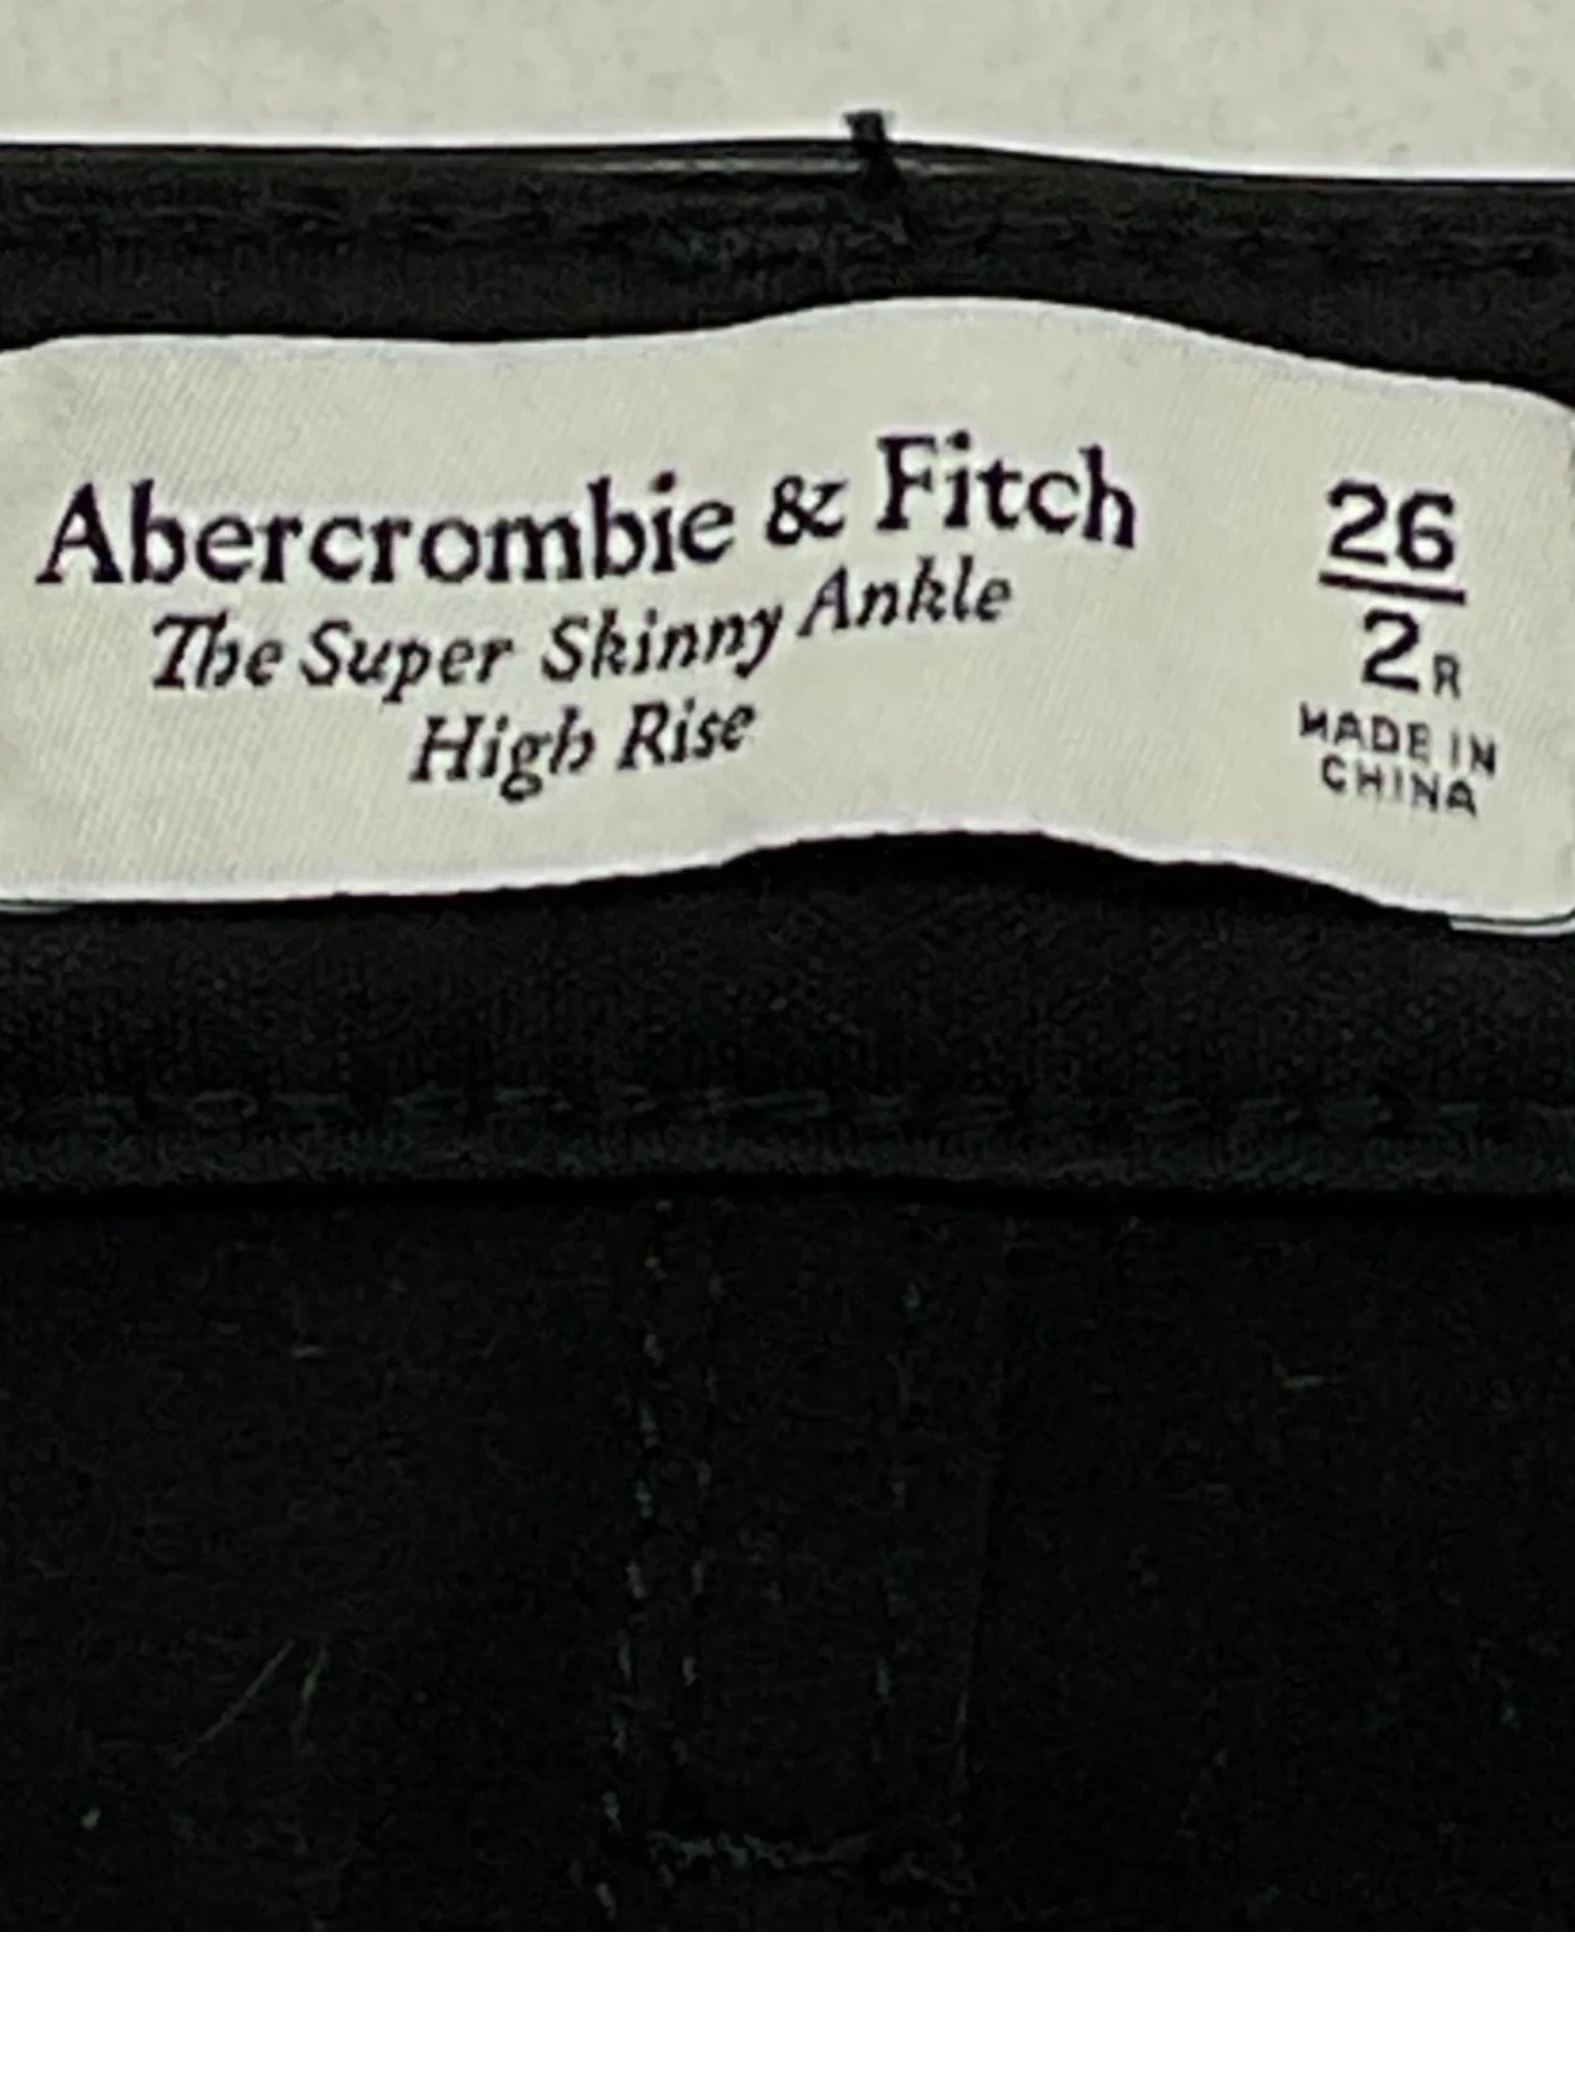 Abercrombie & Fitch
The Super Skinny Ankle
High Rise
26
2R
MADE IN
CHINA